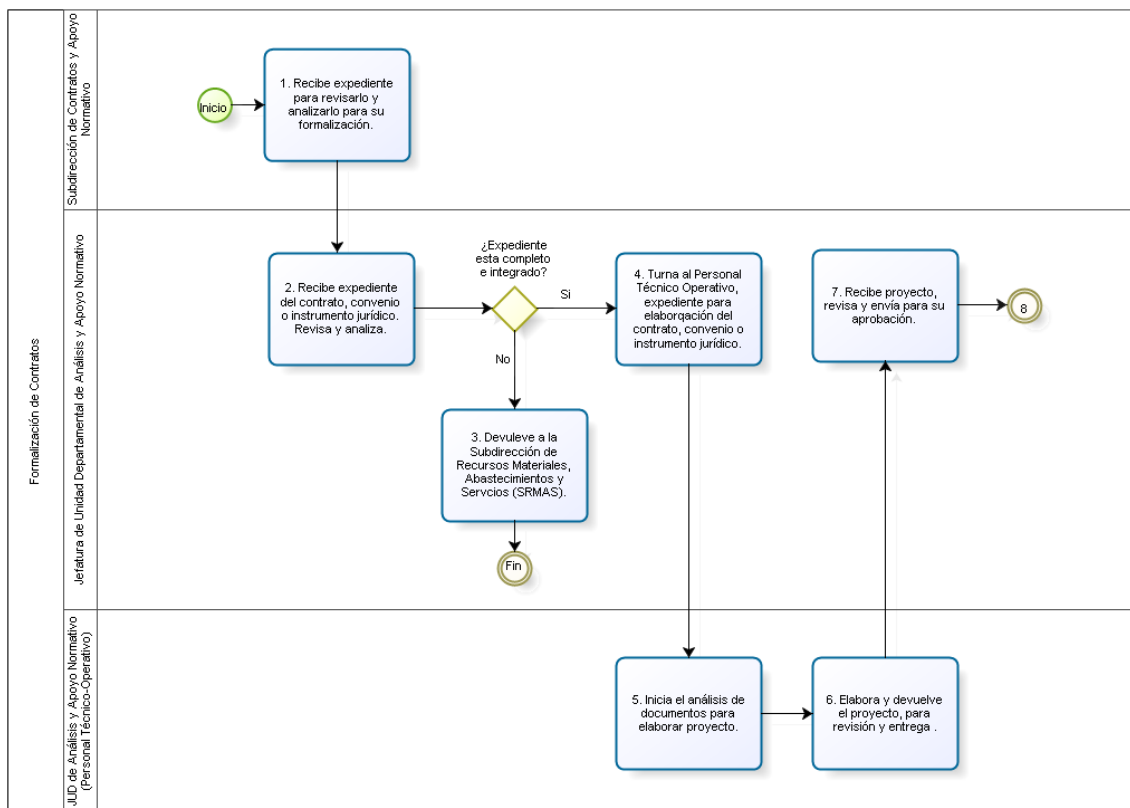 Formalización de Contratos
Subdirección de Contratos y Apoyo
Normativo
Inicio
1. Recibe expediente
para revisarlo y
analizarlo para su
formalización.
Jefatura de Unidad Departamental de Análisis y Apoyo Normativo
2. Recibe expediente
del contrato, convenio
o instrumento jurídico.
Revisa y analiza.
¿Expediente
esta completo
e integrado?
Si
No
3. Devuleve a la
Subdirección de
Recursos Materiales,
Abastecimientos y
Servcios (SRMAS).
Fin
4. Turna al Personal
Técnico Operativo,
expediente para
elaborqación del
contrato, convenio o
instrumento jurídico.
7. Recibe proyecto,
revisa y envía para su
aprobación.
8
JUD de Análisis y Apoyo Normativo
(Personal Técnico-Operativo)
5. Inicia el análisis de
documentos para
elaborar proyecto.
6. Elabora y devuelve
el proyecto, para
revisión y entrega .